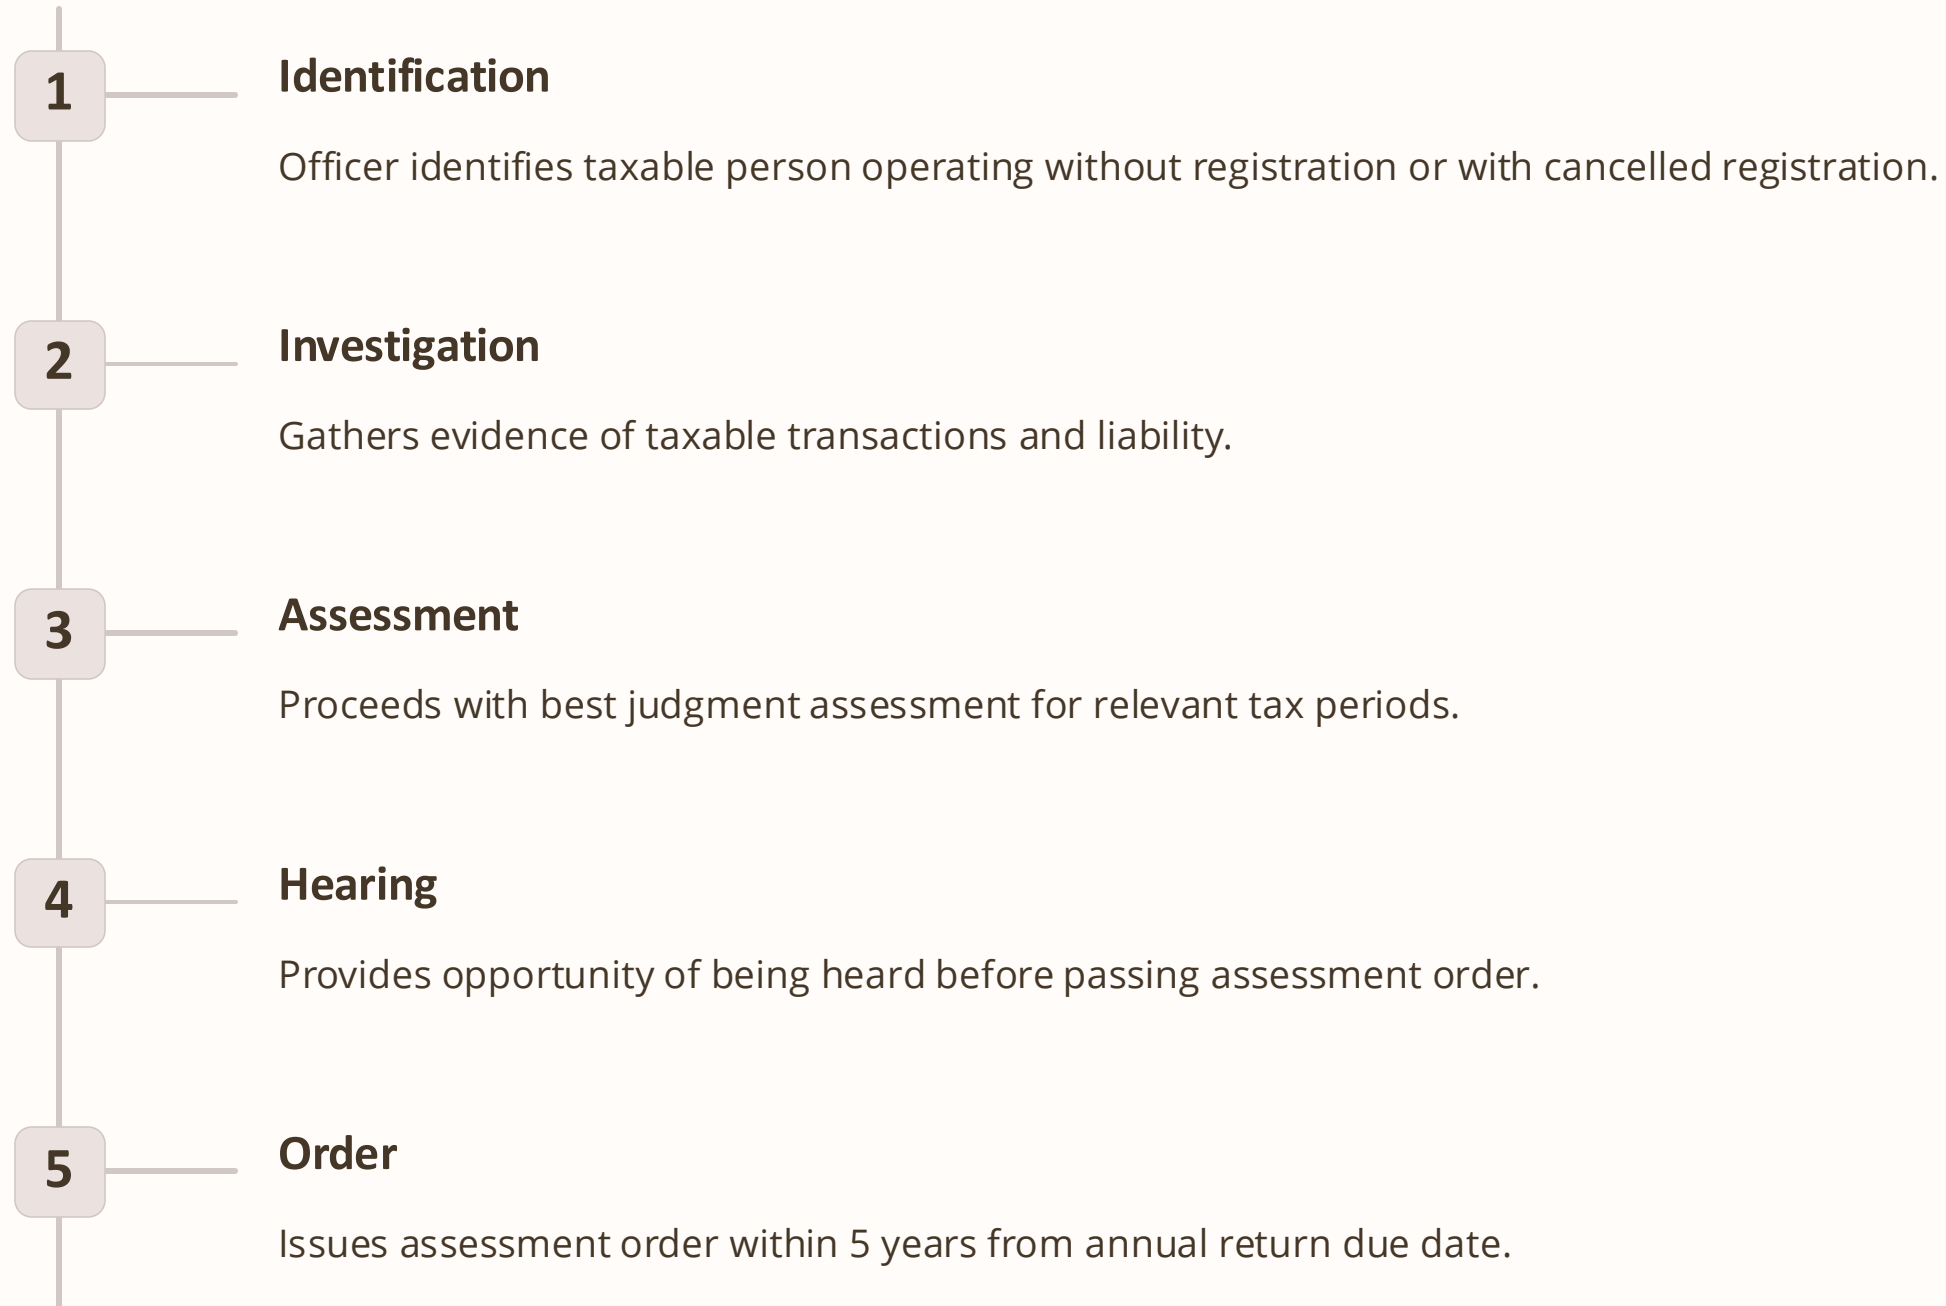 1
Identification
Officer identifies taxable person operating without registration or with cancelled registration.
2
Investigation
Gathers evidence of taxable transactions and liability.
3
Assessment
Proceeds with best judgment assessment for relevant tax periods.
4
Hearing
Provides opportunity of being heard before passing assessment order.
5
Order
Issues assessment order within 5 years from annual return due date.